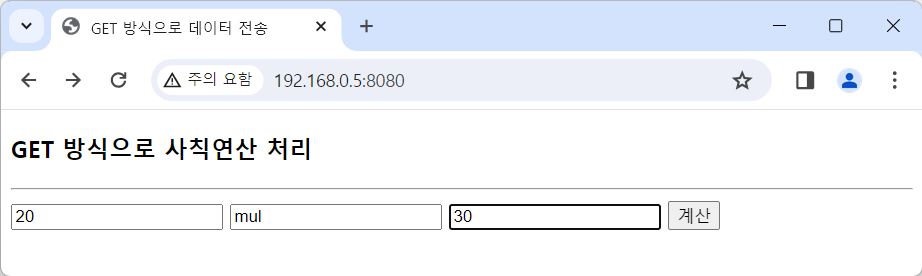 GET 방식으로 데이터 전송
주의 요함 192.168.0.5:8080
GET 방식으로 사칙연산 처리
20 mul 30 계산